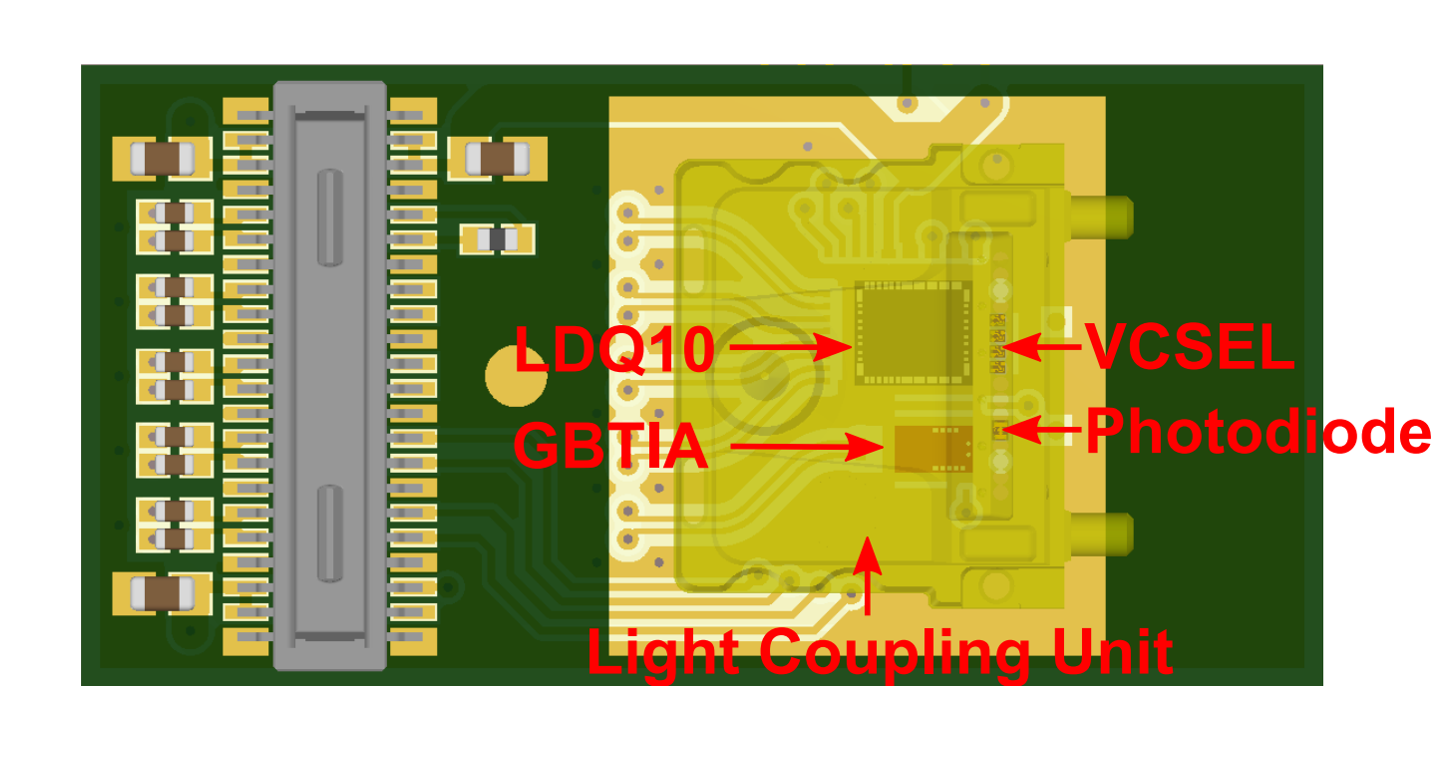 LDQ10
VCSEL
GBTIA
Photodiode
Light Coupling Unit